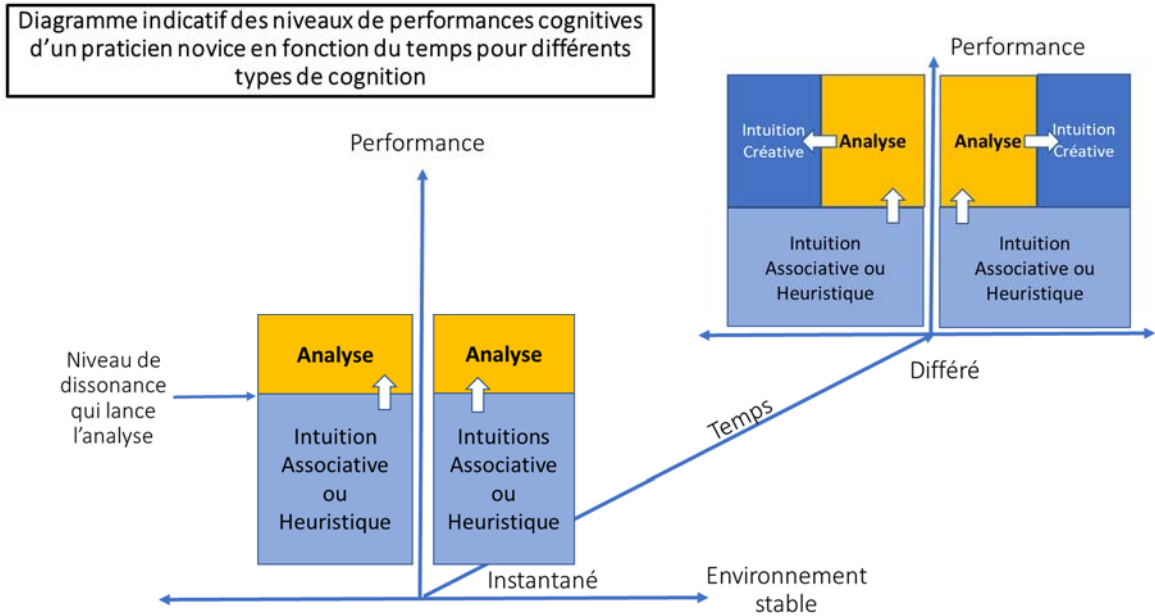 Diagramme indicatif des niveaux de performances cognitives
d'un praticien novice en fonction du temps pour différents
types de cognition
Performance
Intuition
Créative
Analyse
Analyse
Intuition
Créative
Intuition
Associative ou
Heuristique
Intuition
Associative ou
Heuristique
Différé
Temps
Performance
Niveau de
dissonance
qui lance
l'analyse
Analyse
Analyse
Intuition
Associative
ou
Heuristique
Intuitions
Associative
ou
Heuristique
Instantané
Environnement
stable